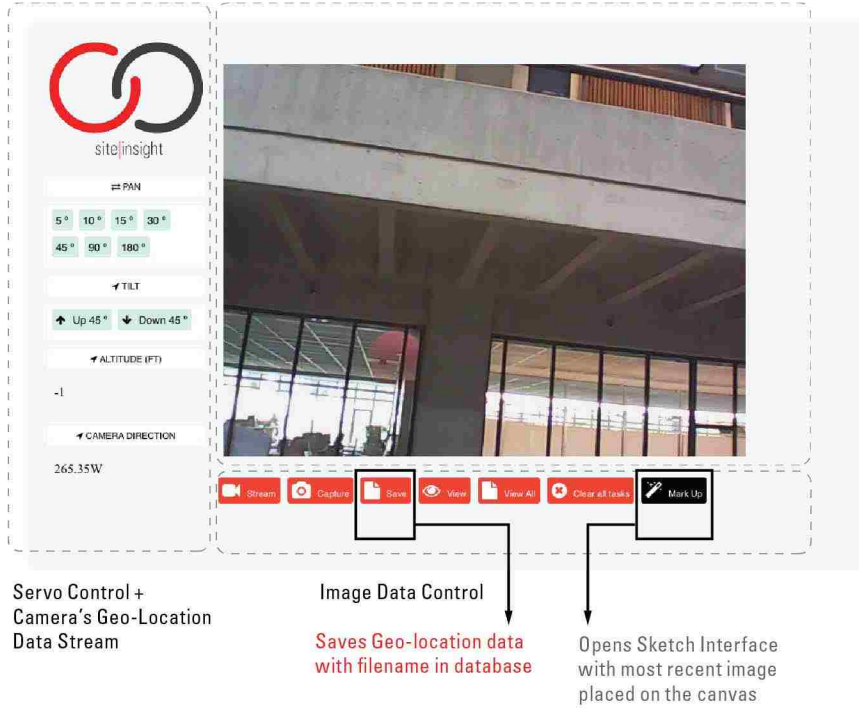 site|insight
PAN
5 ° 10 ° 15 ° 30 °
45 ° 90 ° 180 °
TILT
Up 45 ° Down 45 °
ALTITUDE (FT)
-1
CAMERA DIRECTION
265.35W
Stream Capture Save View View All Clear all tasks Mark Up
Servo Control +
Camera's Geo-Location
Data Stream
Image Data Control
Saves Geo-location data
with filename in database
Opens Sketch Interface
with most recent image
placed on the canvas